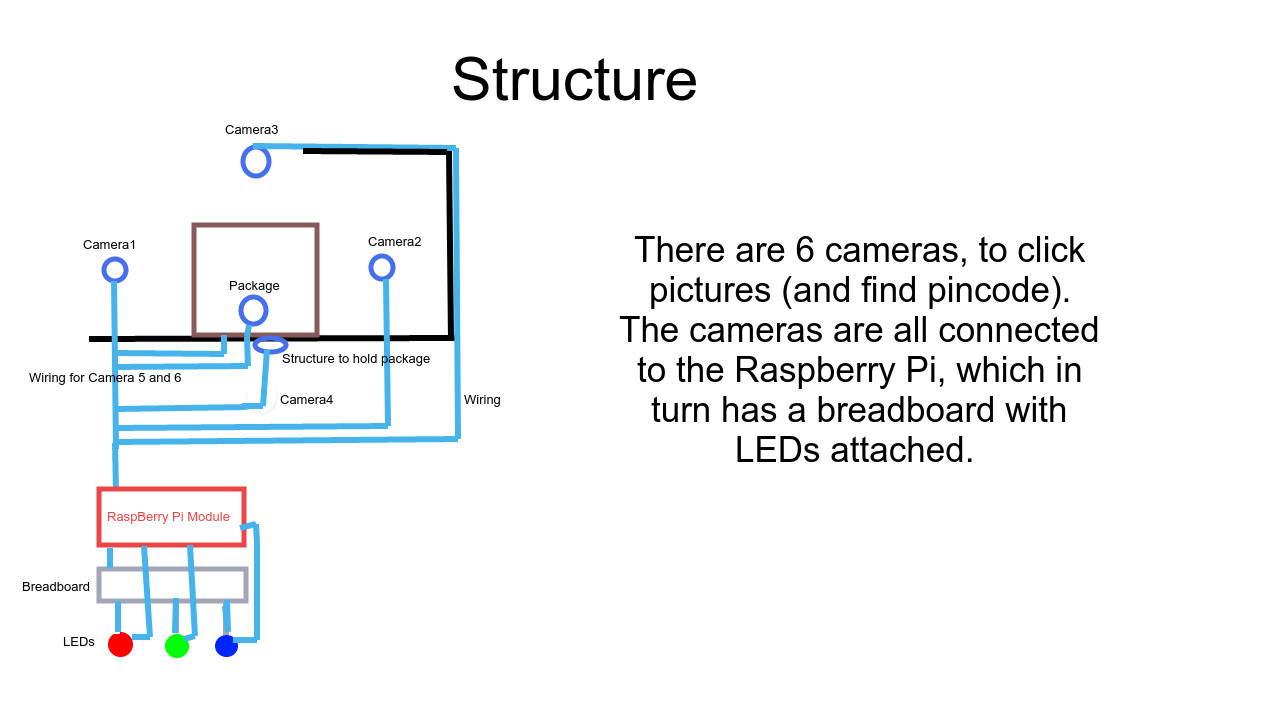 Structure
Camera3
Camera1
Camera2
Package
Structure to hold package
Wiring for Camera 5 and 6
Camera4
Wiring
RaspBerry Pi Module
Breadboard
LEDs
There are 6 cameras, to click
pictures (and find pincode).
The cameras are all connected
to the Raspberry Pi, which in
turn has a breadboard with
LEDs attached.